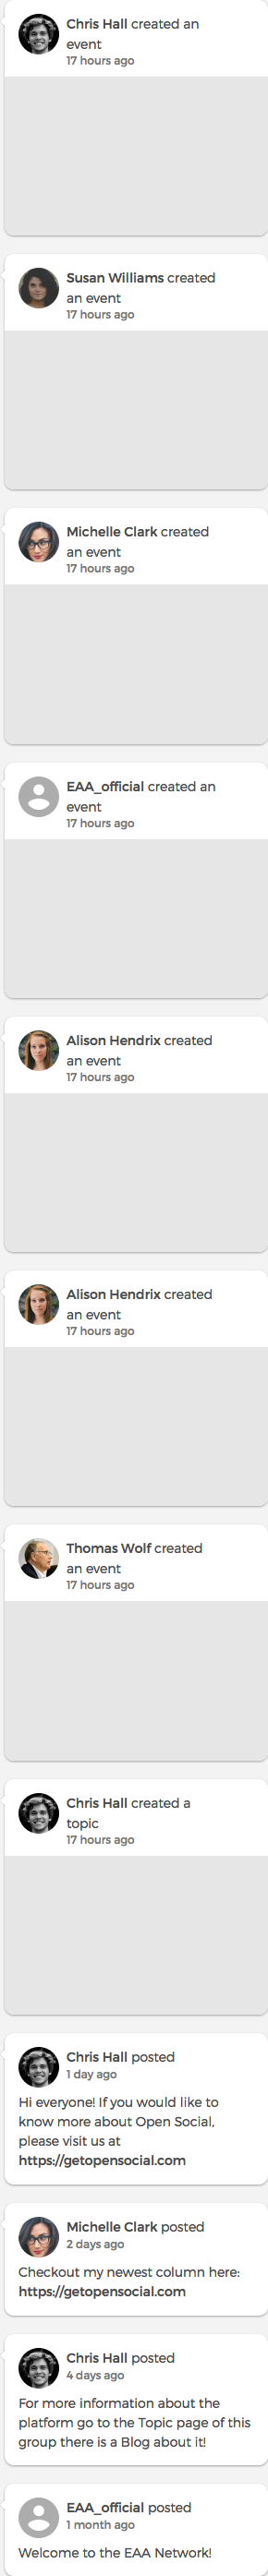 Chris Hall created an
event
17 hours ago
Susan Williams created
an event
17 hours ago
Michelle Clark created
an event
17 hours ago
EAA_official created an
event
17 hours ago
Alison Hendrix created
an event
17 hours ago
Alison Hendrix created
an event
17 hours ago
Thomas Wolf created
an event
17 hours ago
Chris Hall created a
topic
17 hours ago
Chris Hall posted
1 day ago
Hi everyone! If you would like to
know more about Open Social,
please visit us at
https://getopensocial.com
Michelle Clark posted
2 days ago
Checkout my newest column here:
https://getopensocial.com
Chris Hall posted
4 days ago
For more information about the
platform go to the Topic page of this
group there is a Blog about it!
EAA_official posted
1 month ago
Welcome to the EAA Network!